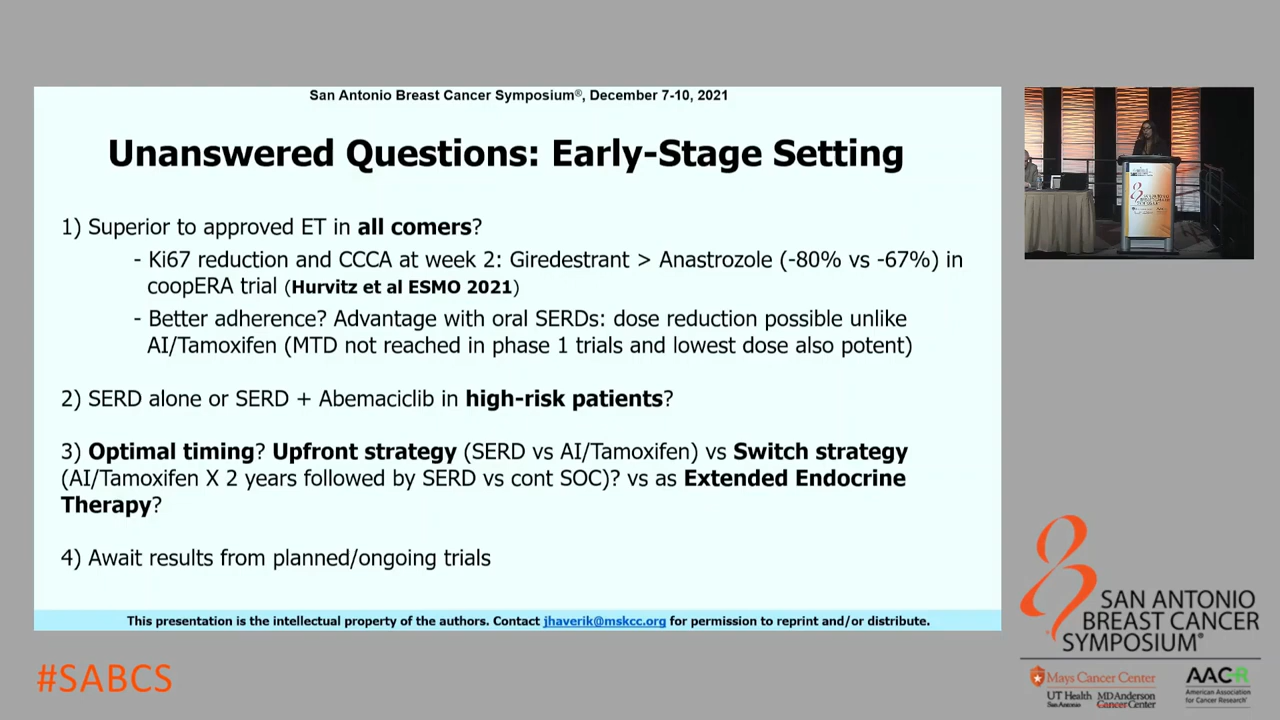 San Antonio Breast Cancer Symposium®, December 7-10, 2021
Unanswered Questions: Early-Stage Setting
1) Superior to approved ET in all comers?
- Ki67 reduction and CCCA at week 2: Giredestrant > Anastrozole (-80% vs -67%) in
coopERA trial (Hurvitz et al ESMO 2021)
- Better adherence? Advantage with oral SERDs: dose reduction possible unlike
AI/Tamoxifen (MTD not reached in phase 1 trials and lowest dose also potent)
2) SERD alone or SERD + Abemaciclib in high-risk patients?
3) Optimal timing? Upfront strategy (SERD vs AI/Tamoxifen) vs Switch strategy
(AI/Tamoxifen X 2 years followed by SERD vs cont SOC)? vs as Extended Endocrine
Therapy?
4) Await results from planned/ongoing trials
This presentation is the intellectual property of the authors. Contact jhaverik@mskcc.org for permission to reprint and/or distribute.
#SABCS
SAN ANTONIO
BREAST CANCER
SYMPOSIUM®
Mays Cancer Center
UT Health
San Antonio
MD Anderson
Cancer Center
AACR
American Association
for Cancer Research®